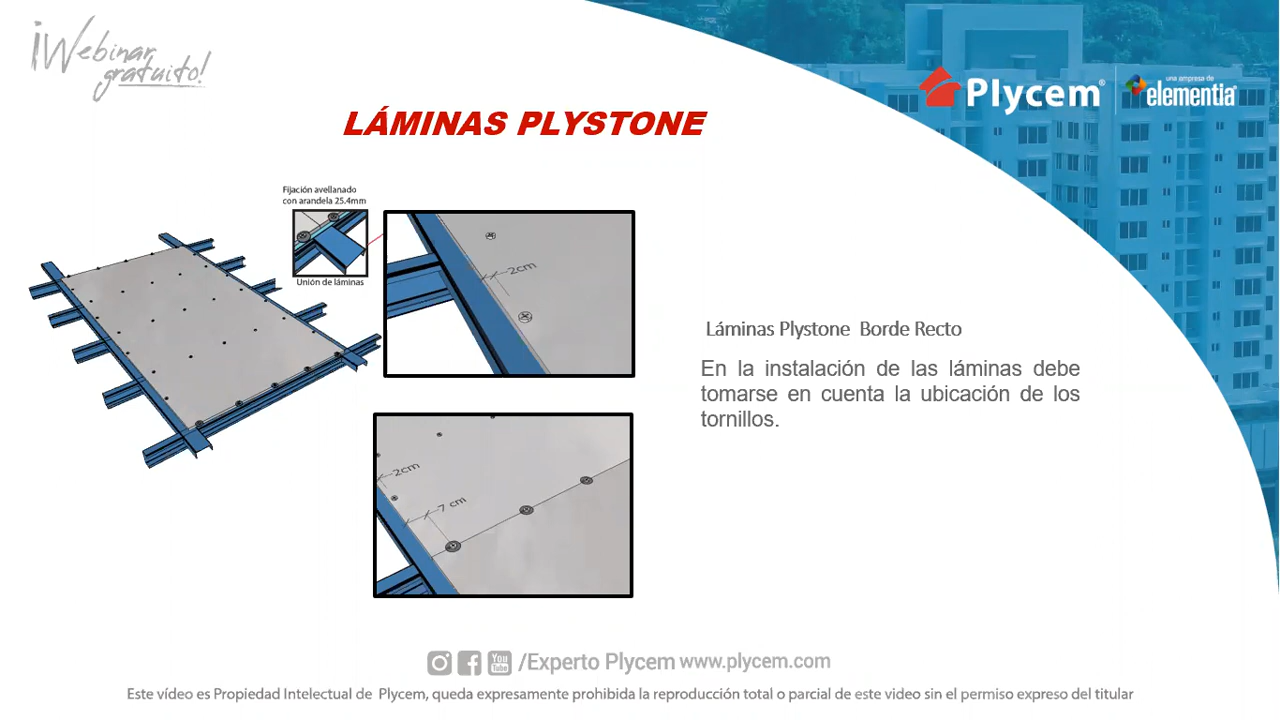 ¡Webinar
gratuito!
Plycem®
una empresa de
elementia
LÁMINAS PLYSTONE
Fijación avellanado
con arandela 25.4mm
Unión de láminas
2cm
2cm
7 cm
Láminas Plystone Borde Recto
En la instalación de las láminas debe
tomarse en cuenta la ubicación de los
tornillos.
You
Tube
/Experto Plycem www.plycem.com
Este vídeo es Propiedad Intelectual de Plycem, queda expresamente prohibida la reproducción total o parcial de este video sin el permiso expreso del titular